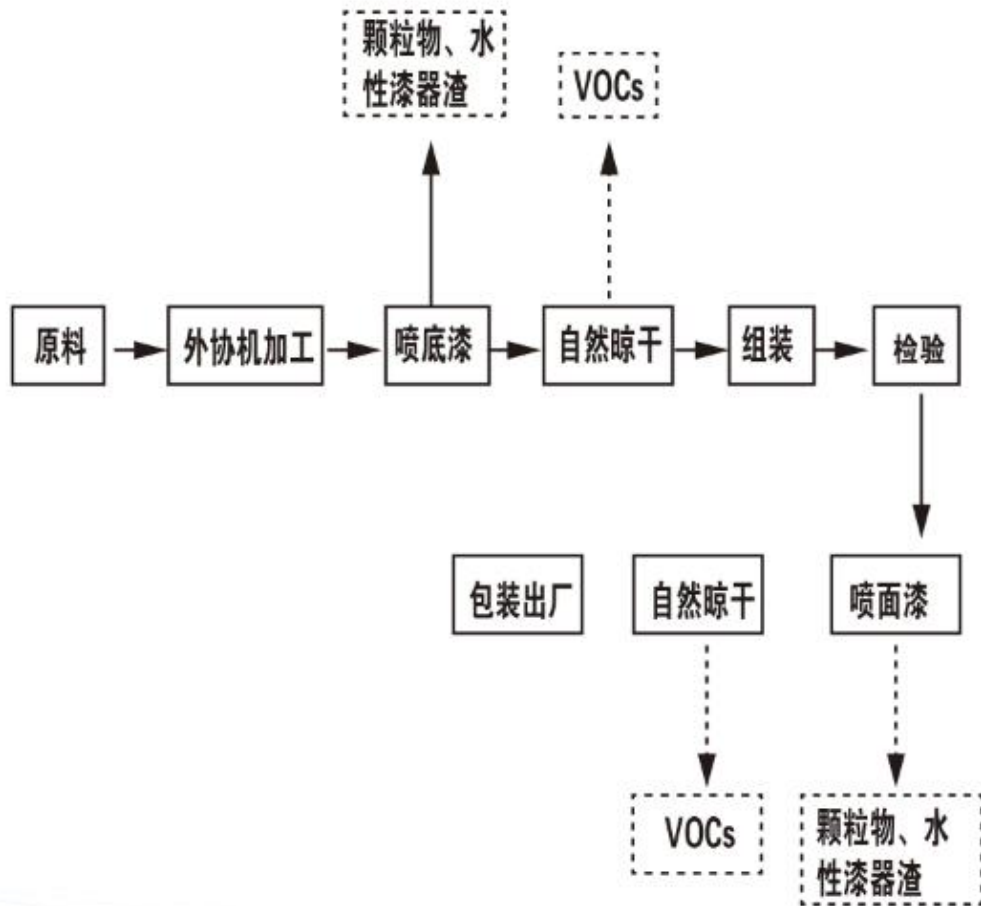 颗粒物、水
性漆器渣
VOCs
原料
外协机加工
喷底漆
自然晾干
组装
检验
包装出厂
自然晾干
喷面漆
VOCs
颗粒物、水
性漆器渣